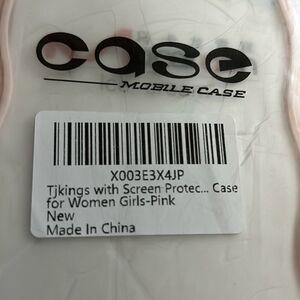 case
MOBILE CASE
X003E3X4JP
Tjkings with Screen Protec... Case
for Women Girls-Pink
New
Made In China